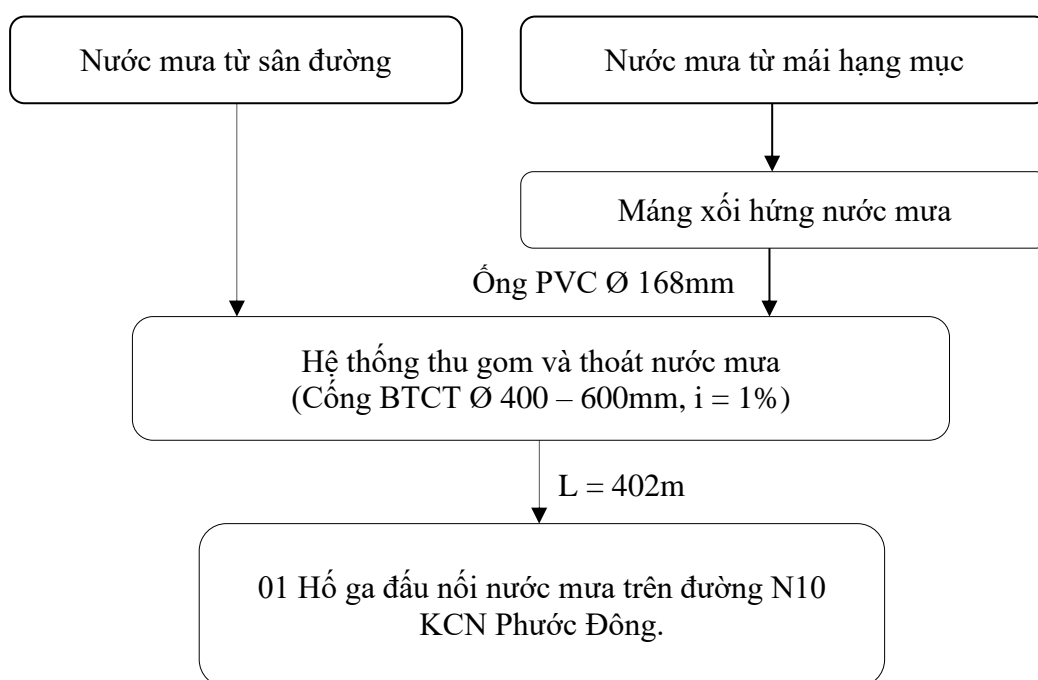 Nước mưa từ sân đường
Nước mưa từ mái hạng mục
Máng xối hứng nước mưa
Ống PVC Ø 168mm
Hệ thống thu gom và thoát nước mưa
(Cống BTCT Ø 400 – 600mm, i = 1%)
L = 402m
01 Hố ga đấu nối nước mưa trên đường N10
KCN Phước Đông.